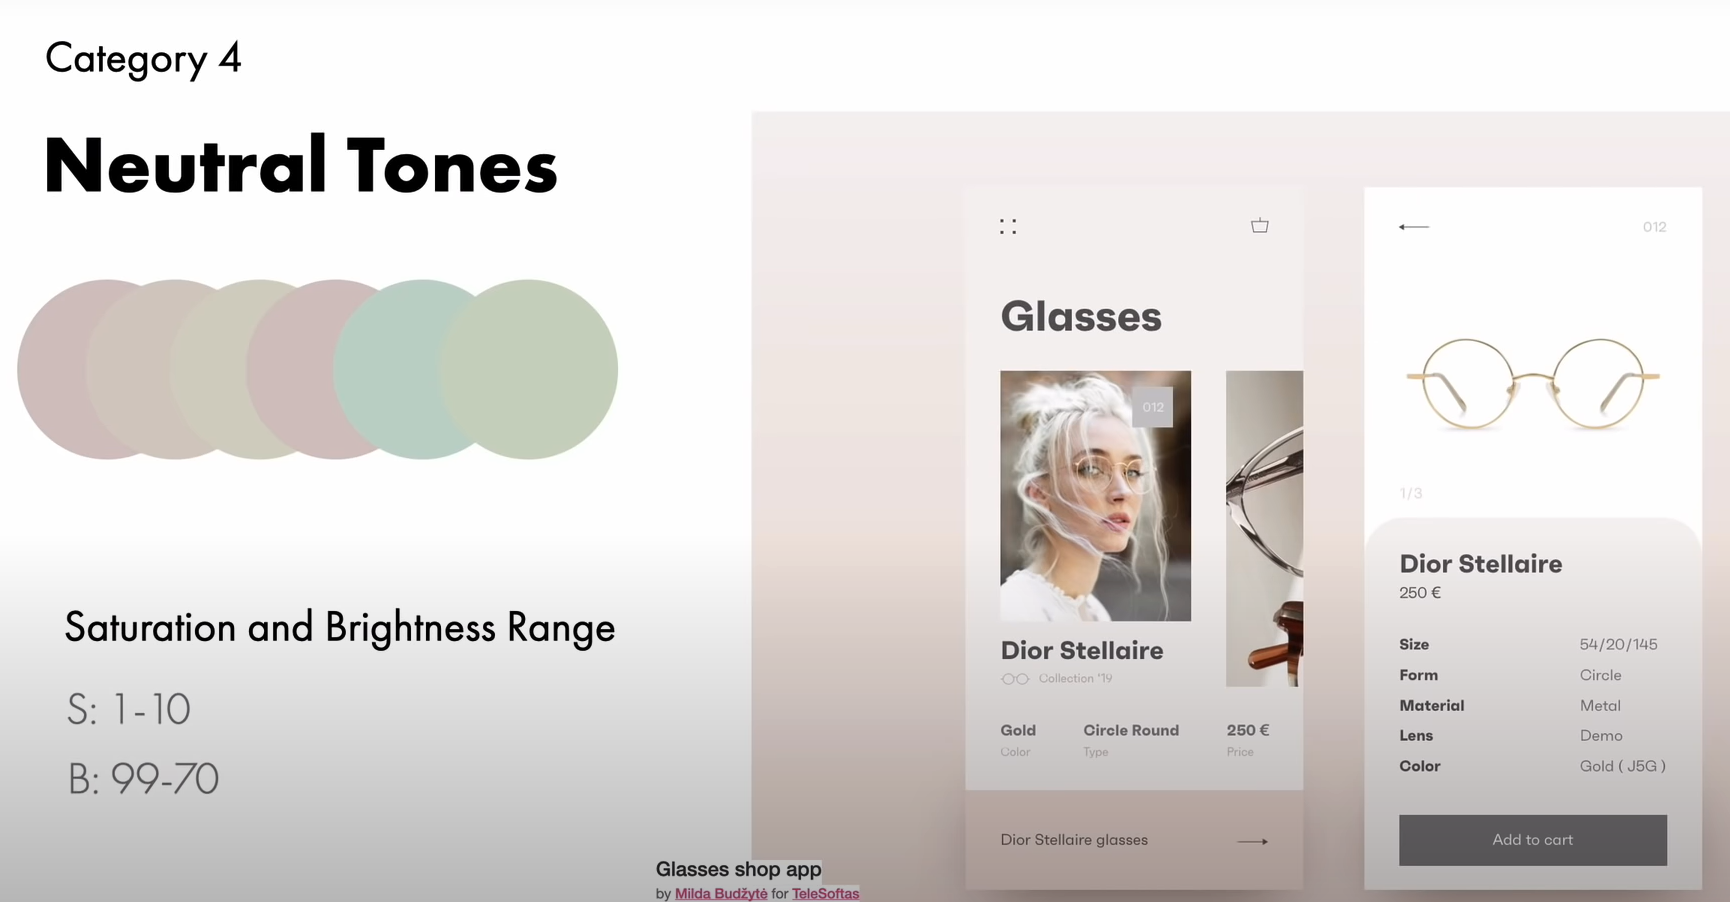 Category 4
Neutral Tones
Saturation and Brightness Range
S: 1-10
B: 99-70
Glasses
012
Dior Stellaire
Collection '19
Gold Circle Round 250 €
Color Type Price
Dior Stellaire glasses
012
1/3
Dior Stellaire
250 €
Size 54/20/145
Form Circle
Material Metal
Lens Demo
Color Gold ( J5G )
Add to cart
Glasses shop app
by Milda Budžytė for TeleSoftas